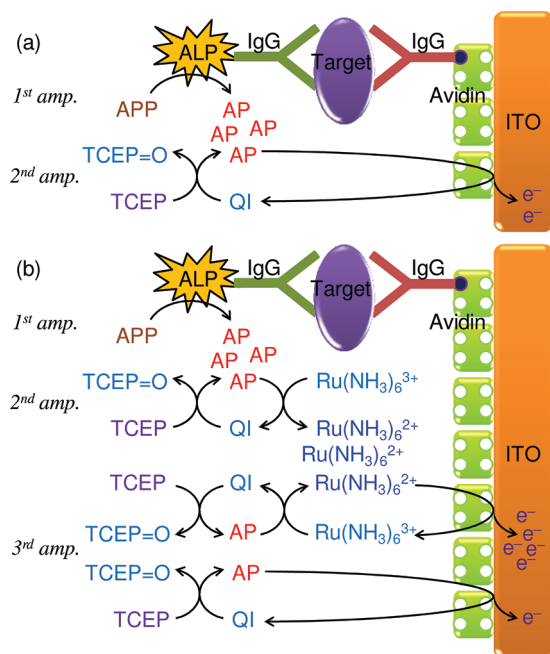 (a)
ALP IgG Target IgG
Avidin
ITO
1st amp.
APP AP
AP AP
TCEP=O AP
2nd amp.
TCEP QI
e⁻
e⁻
(b)
ALP IgG Target IgG
Avidin
1st amp.
APP AP
AP AP
TCEP=O AP Ru(NH₃)₆³⁺
2nd amp.
TCEP QI Ru(NH₃)₆²⁺
Ru(NH₃)₆²⁺
ITO
TCEP QI Ru(NH₃)₆²⁺
e⁻
TCEP=O AP Ru(NH₃)₆³⁺ e⁻
3rd amp.
e⁻ e⁻ e⁻
e⁻
TCEP=O AP
TCEP QI e⁻